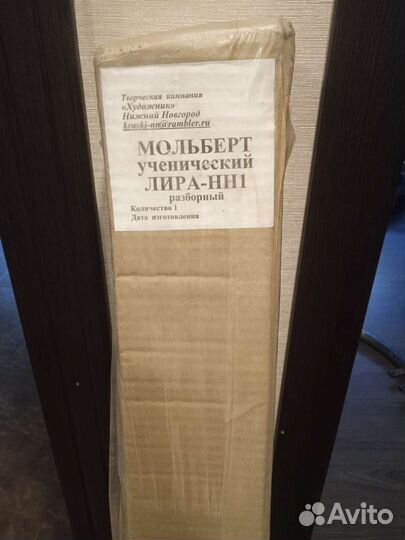 Творческая компания
«Художник»
Нижний Новгород
kraski-nn@rambler.ru
МОЛЬБЕРТ
ученический
ЛИРА-НН1
разборный
Количество 1
Дата изготовления
Avito